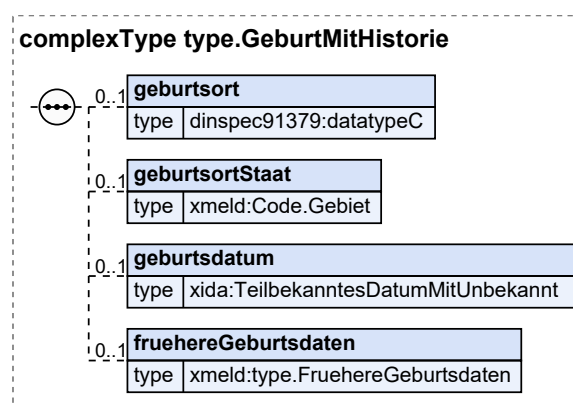 complexType type.GeburtMitHistorie
0..1 geburtsort
type dinspec91379:datatypeC
0..1 geburtsortStaat
type xmeld:Code.Gebiet
0..1 geburtsdatum
type xida:TeilbekanntesDatumMitUnbekannt
0..1 fruehereGeburtsdaten
type xmeld:type.FruehereGeburtsdaten